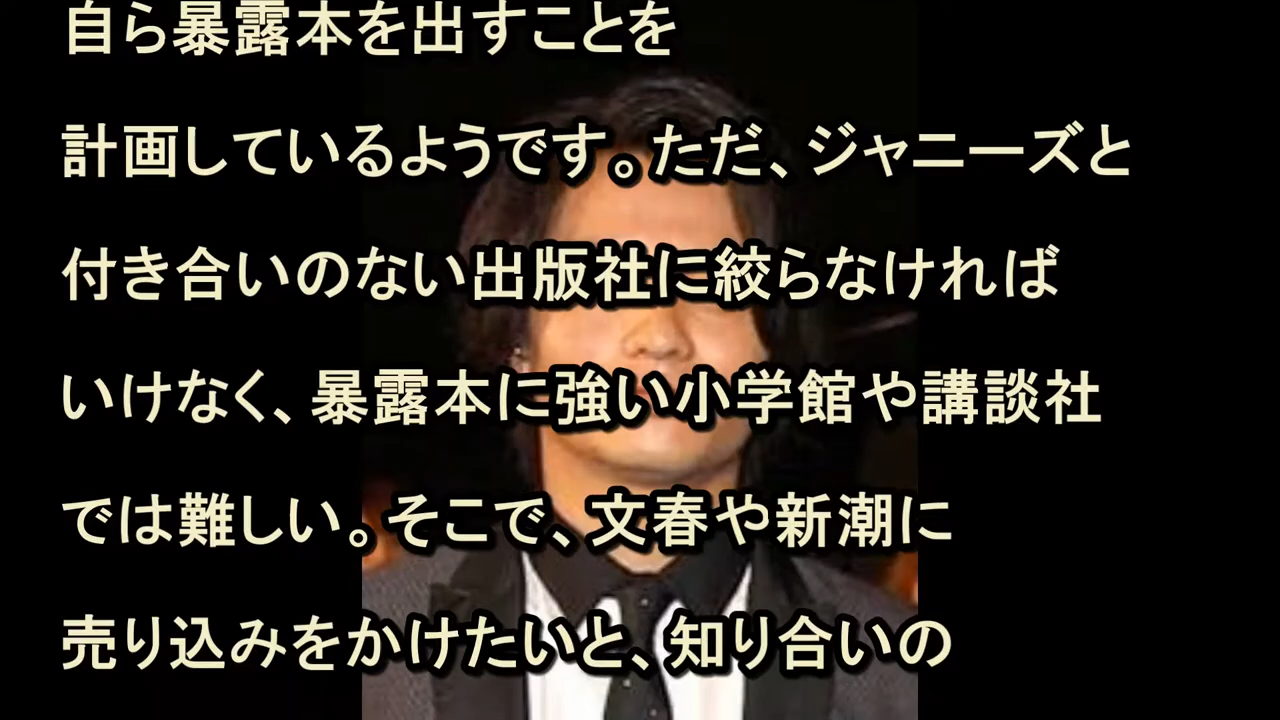 自ら暴露本を出すことを
計画しているようです。ただ、ジャニーズと
付き合いのない出版社に絞らなければ
いけなく、暴露本に強い小学館や講談社
では難しい。そこで、文春や新潮に
売り込みをかけたいと、知り合いの